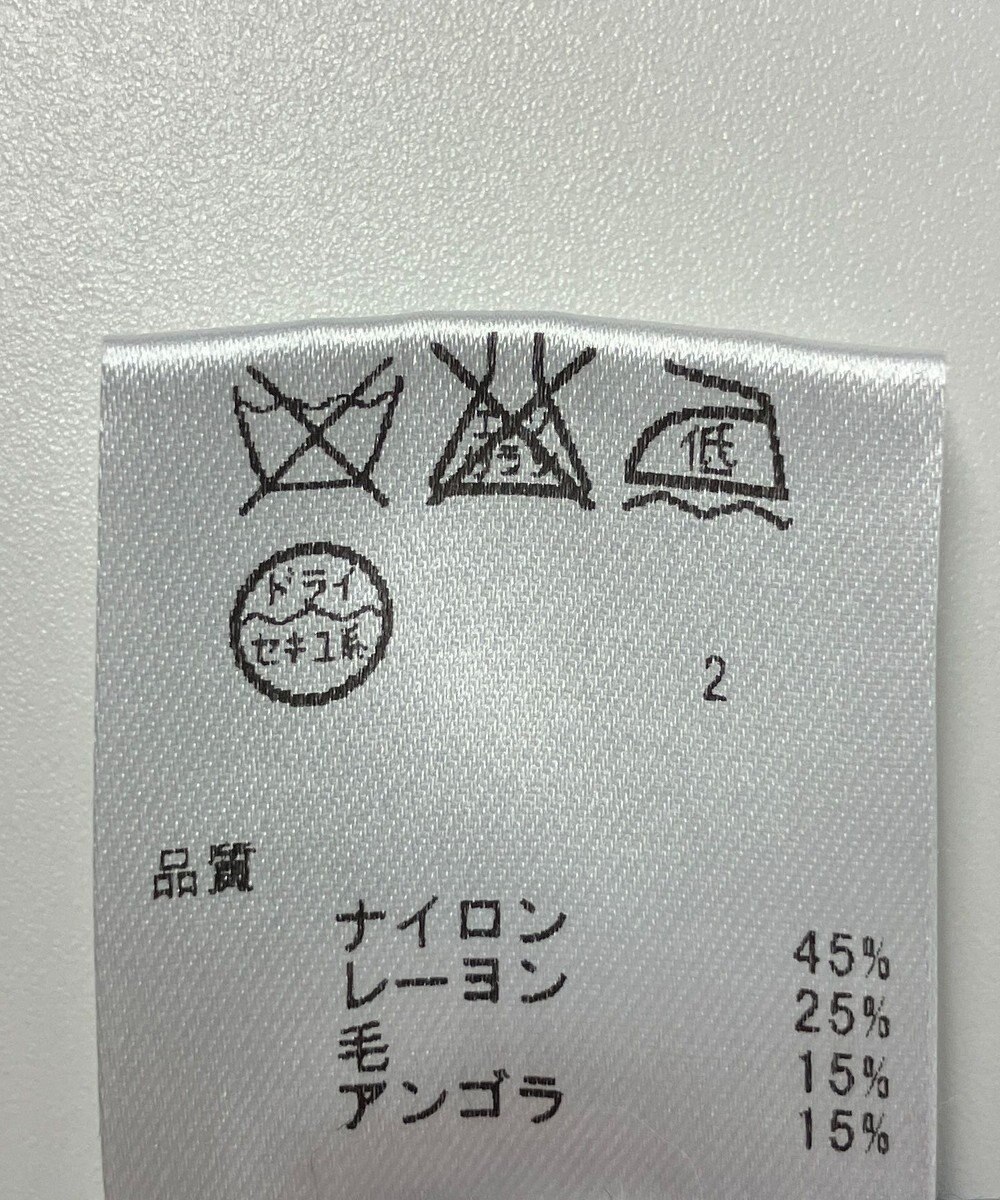 エンソ
サラシ
低
ドライ
セキユ系
2
品質
ナイロン 45%
レーヨン 25%
毛 15%
アンゴラ 15%